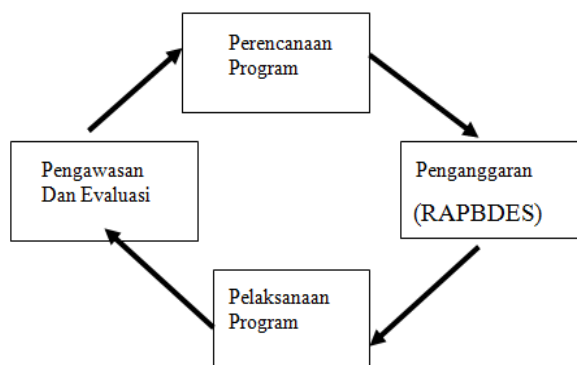 Perencanaan
Program
Penganggaran
(RAPBDES)
Pelaksanaan
Program
Pengawasan
Dan Evaluasi